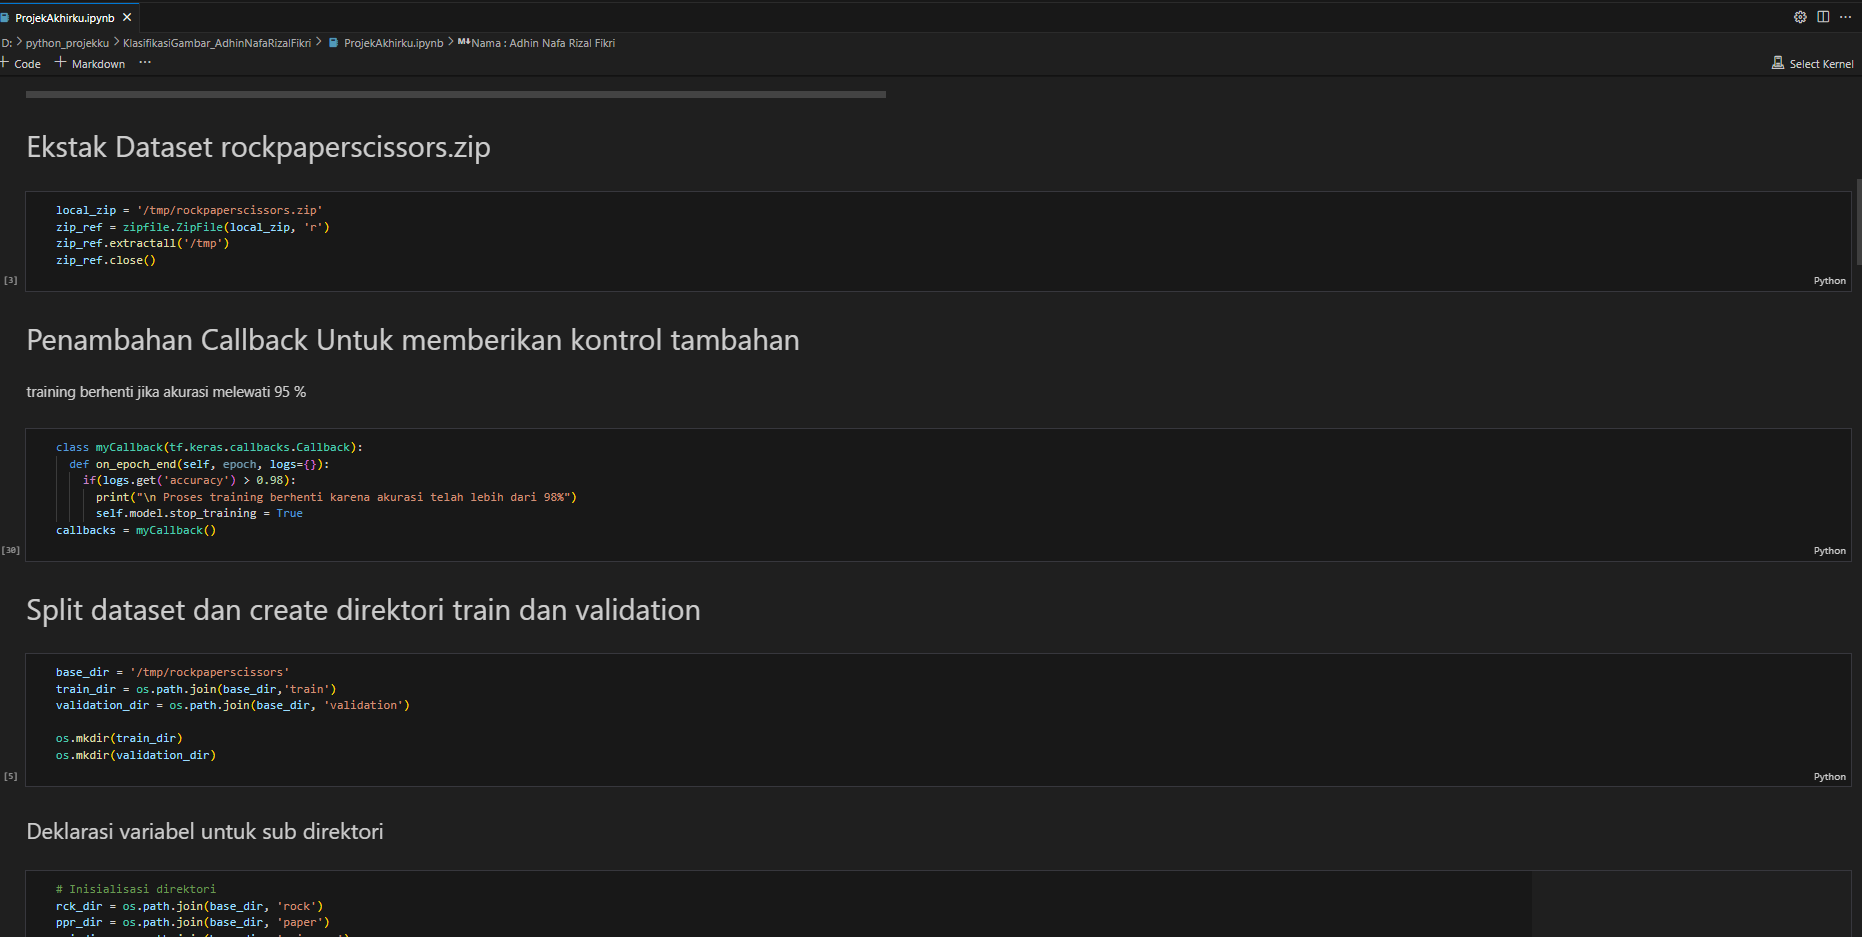 ProjekAkhirku.ipynb
D: > python_projekku > KlasifikasiGambar_AdhinNafaRizalFikri > ProjekAkhirku.ipynb > M↓Nama : Adhin Nafa Rizal Fikri
+ Code + Markdown ...
Select Kernel
Ekstak Dataset rockpaperscissors.zip
local_zip = '/tmp/rockpaperscissors.zip'
zip_ref = zipfile.ZipFile(local_zip, 'r')
zip_ref.extractall('/tmp')
zip_ref.close()
[3]
Python
Penambahan Callback Untuk memberikan kontrol tambahan
training berhenti jika akurasi melewati 95 %
class myCallback(tf.keras.callbacks.Callback):
def on_epoch_end(self, epoch, logs={}):
if(logs.get('accuracy') > 0.98):
print("\n Proses training berhenti karena akurasi telah lebih dari 98%")
self.model.stop_training = True
callbacks = myCallback()
[30]
Python
Split dataset dan create direktori train dan validation
base_dir = '/tmp/rockpaperscissors'
train_dir = os.path.join(base_dir,'train')
validation_dir = os.path.join(base_dir, 'validation')
os.mkdir(train_dir)
os.mkdir(validation_dir)
[5]
Python
Deklarasi variabel untuk sub direktori
# Inisialisasi direktori
rck_dir = os.path.join(base_dir, 'rock')
ppr_dir = os.path.join(base_dir, 'paper')